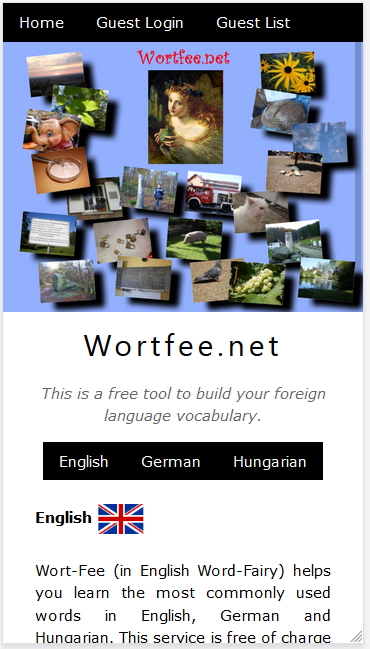 Home Guest Login Guest List
Wortfee.net
Wortfee.net
This is a free tool to build your foreign
language vocabulary.
English German Hungarian
English
Wort-Fee (in English Word-Fairy) helps
you learn the most commonly used
words in English, German and
Hungarian. This service is free of charge